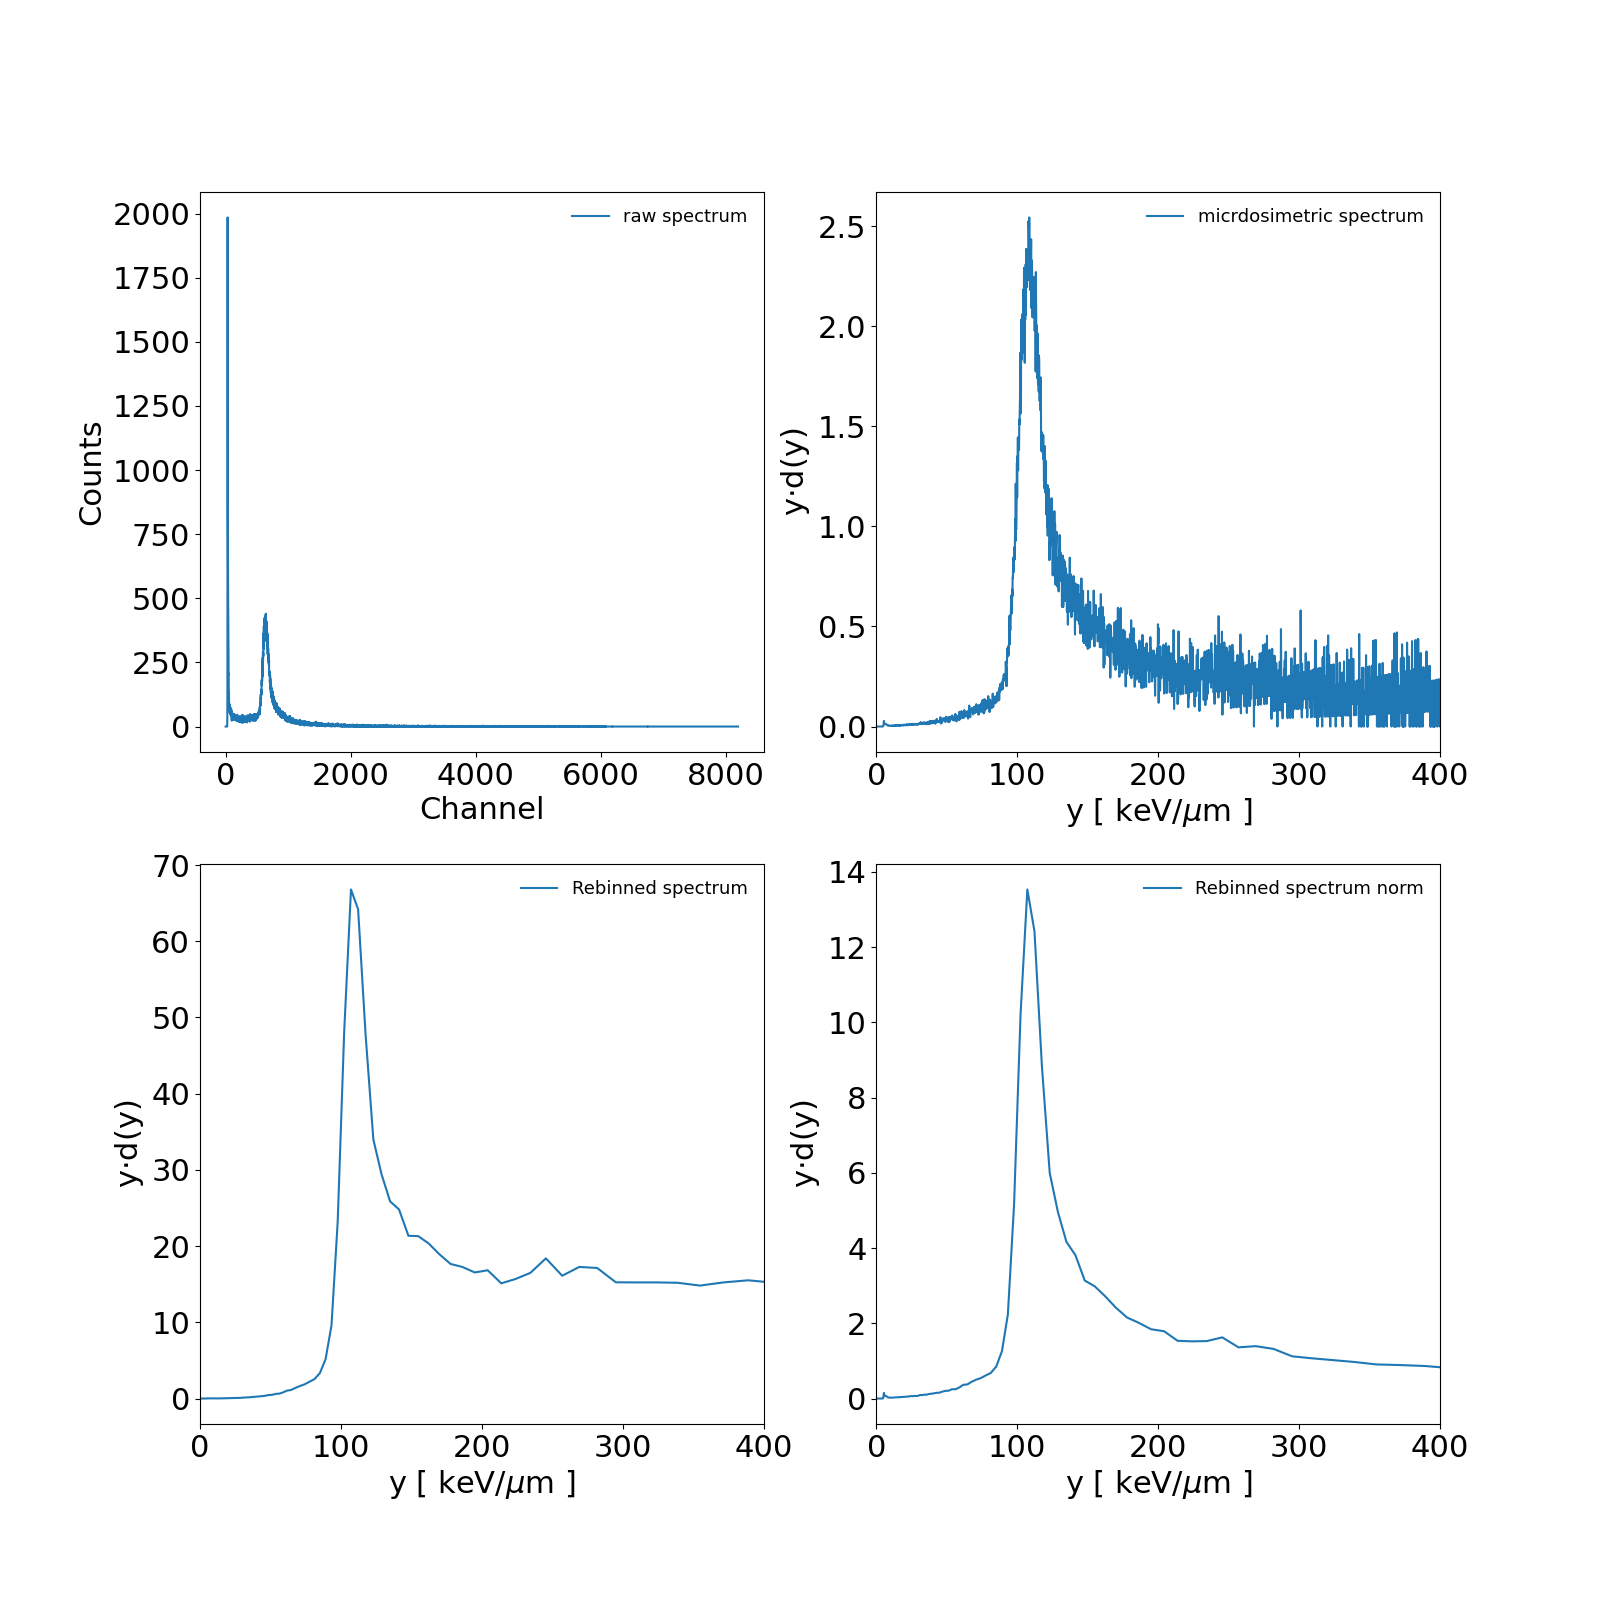 raw spectrum
2000
1750
1500
1250
1000
750
500
250
0
Counts
0 2000 4000 6000 8000
Channel
micrdosimetric spectrum
2.5
2.0
1.5
1.0
0.5
0.0
y·d(y)
0 100 200 300 400
y [ keV/μm ]
Rebinned spectrum
70
60
50
40
30
20
10
0
y·d(y)
0 100 200 300 400
y [ keV/μm ]
Rebinned spectrum norm
14
12
10
8
6
4
2
0
y·d(y)
0 100 200 300 400
y [ keV/μm ]